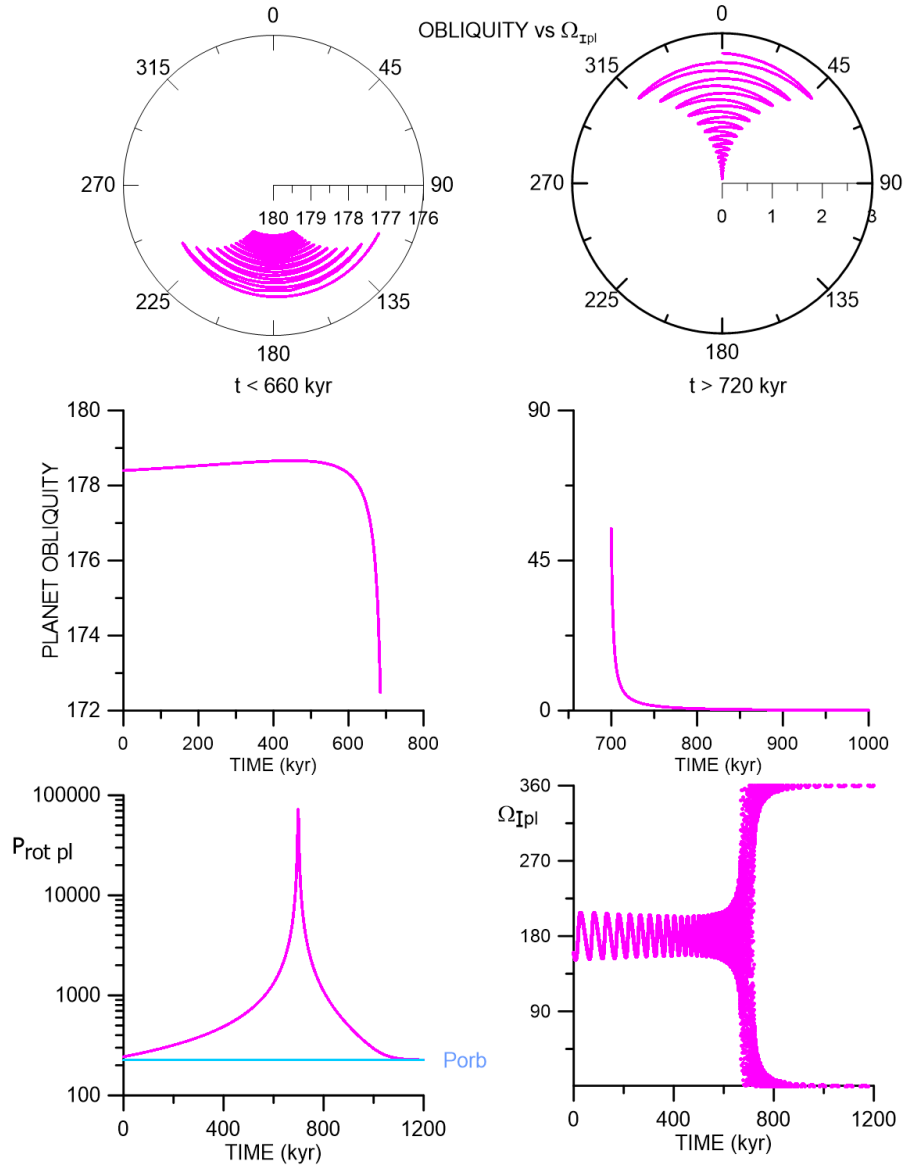 OBLIQUITY vs Ω_Ipl
0
45
90
135
180
225
270
315
180 179 178 177 176
t < 660 kyr
0
45
90
135
180
225
270
315
0 1 2 3
t > 720 kyr
PLANET OBLIQUITY
180
178
176
174
172
0 200 400 600 800
TIME (kyr)
90
45
0
700 800 900 1000
TIME (kyr)
P_rot pl
100000
10000
1000
100
Porb
0 400 800 1200
TIME (kyr)
Ω_Ipl
360
270
180
90
0 400 800 1200
TIME (kyr)